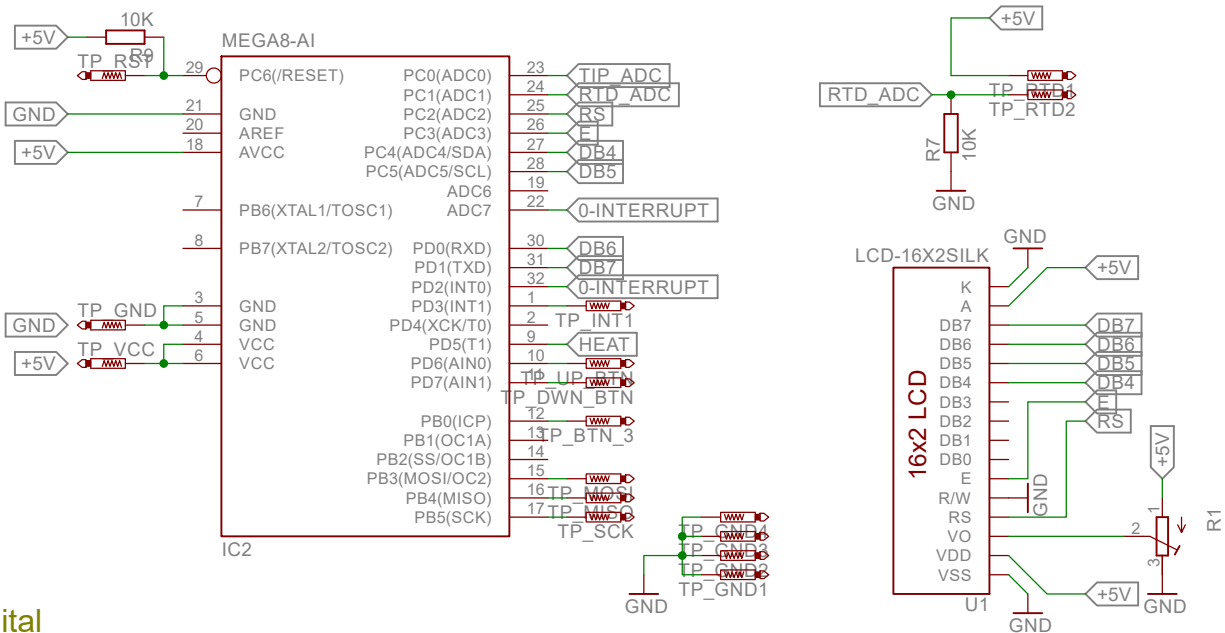 +5V
10K
R9
TP_RST
MEGA8-AI
29 PC6(/RESET)
GND 21 GND
20 AREF
+5V 18 AVCC
7 PB6(XTAL1/TOSC1)
8 PB7(XTAL2/TOSC2)
TP_GND 3 GND
GND 5 GND
TP_VCC 4 VCC
+5V 6 VCC
PC0(ADC0) 23 TIP_ADC
PC1(ADC1) 24 RTD_ADC
PC2(ADC2) 25 RS
PC3(ADC3) 26 E
PC4(ADC4/SDA) 27 DB4
PC5(ADC5/SCL) 28 DB5
ADC6 19
ADC7 22 0-INTERRUPT
PD0(RXD) 30 DB6
PD1(TXD) 31 DB7
PD2(INT0) 32 0-INTERRUPT
PD3(INT1) 1 TP_INT1
PD4(XCK/T0) 2
PD5(T1) 9 HEAT
PD6(AIN0) 10 TP_UP_BTN
PD7(AIN1) 11 TP_DWN_BTN
PB0(ICP) 12 TP_BTN_3
PB1(OC1A) 13
PB2(SS/OC1B) 14
PB3(MOSI/OC2) 15 TP_MOSI
PB4(MISO) 16 TP_MISO
PB5(SCK) 17 TP_SCK
IC2
TP_GND4
TP_GND3
TP_GND2
TP_GND1
GND
+5V
TP_RTD1
RTD_ADC
TP_RTD2
R7
10K
GND
LCD-16X2SILK
GND
K
A +5V
DB7 DB7
DB6 DB6
DB5 DB5
DB4 DB4
DB3 E
DB2 RS
DB1
DB0
E
R/W GND
RS
VO
VDD
VSS
16x2 LCD
U1
+5V
GND
+5V
1
2
3
R1
GND
ital